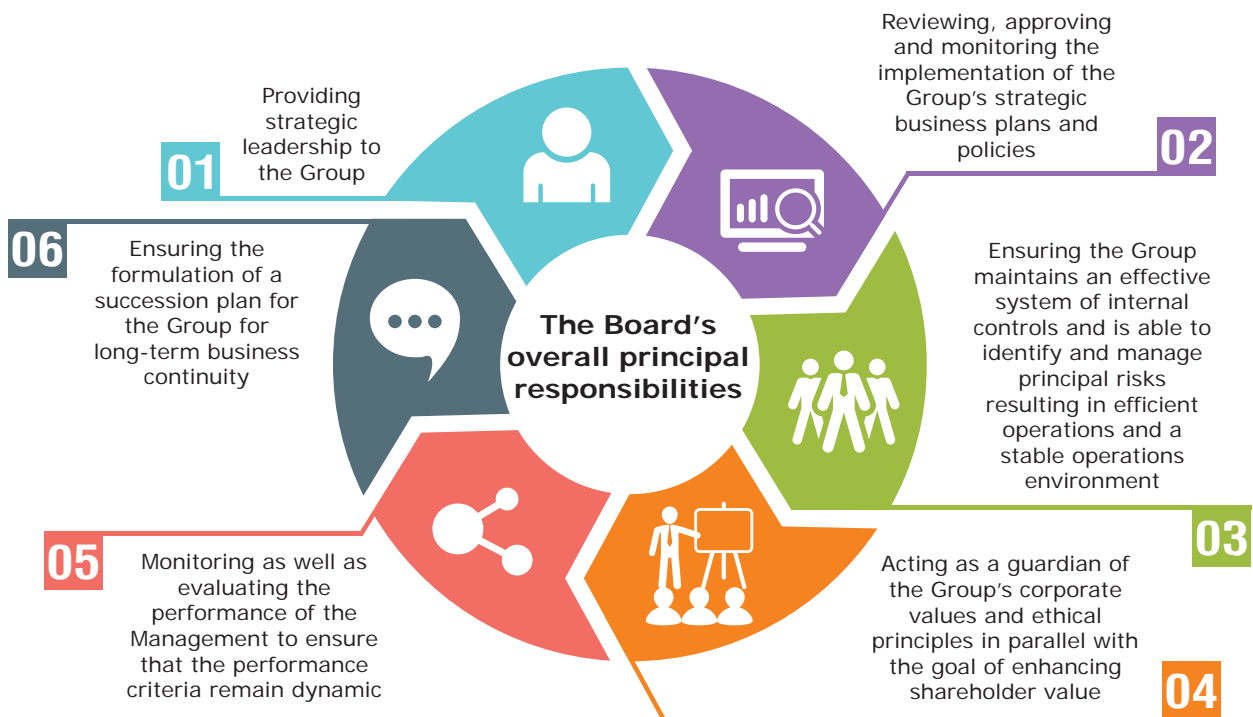 The Board's
overall principal
responsibilities
01
Providing
strategic
leadership to
the Group
02
Reviewing, approving
and monitoring the
implementation of the
Group's strategic
business plans and
policies
03
Ensuring the Group
maintains an effective
system of internal
controls and is able to
identify and manage
principal risks
resulting in efficient
operations and a
stable operations
environment
04
Acting as a guardian of
the Group's corporate
values and ethical
principles in parallel with
the goal of enhancing
shareholder value
05
Monitoring as well as
evaluating the
performance of the
Management to ensure
that the performance
criteria remain dynamic
06
Ensuring the
formulation of a
succession plan for
the Group for
long-term business
continuity